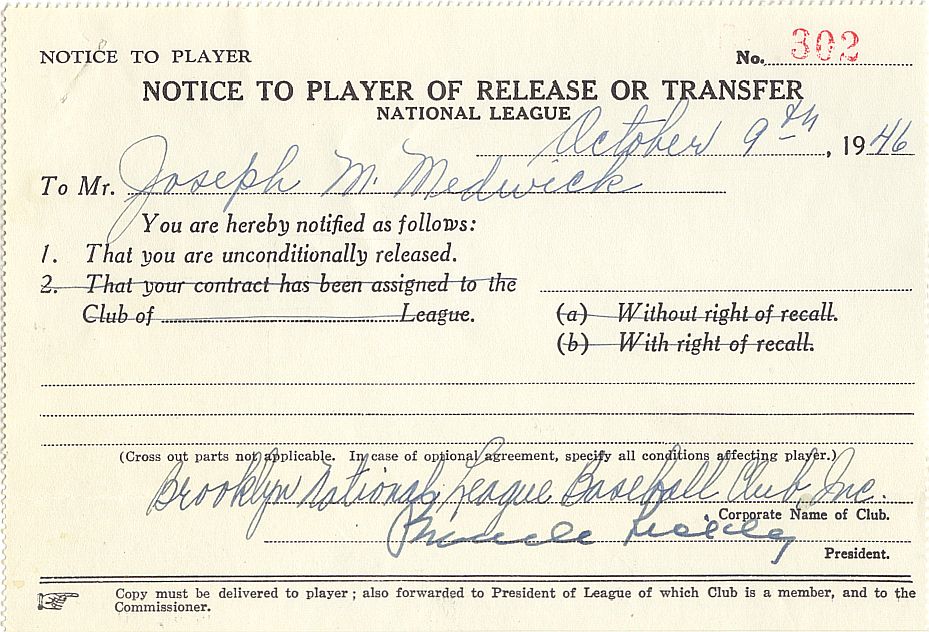 NOTICE TO PLAYER
No. 302
NOTICE TO PLAYER OF RELEASE OR TRANSFER
NATIONAL LEAGUE
October 9th, 1946
To Mr. Joseph M. Medwick
You are hereby notified as follows:
1. That you are unconditionally released.
2. That your contract has been assigned to the
Club of League. (a) Without right of recall.
(b) With right of recall.
(Cross out parts not applicable. In case of optional agreement, specify all conditions affecting player.)
Brooklyn National League Baseball Club, Inc.
Corporate Name of Club.
Branch Rickey
President.
Copy must be delivered to player; also forwarded to President of League of which Club is a member, and to the
Commissioner.